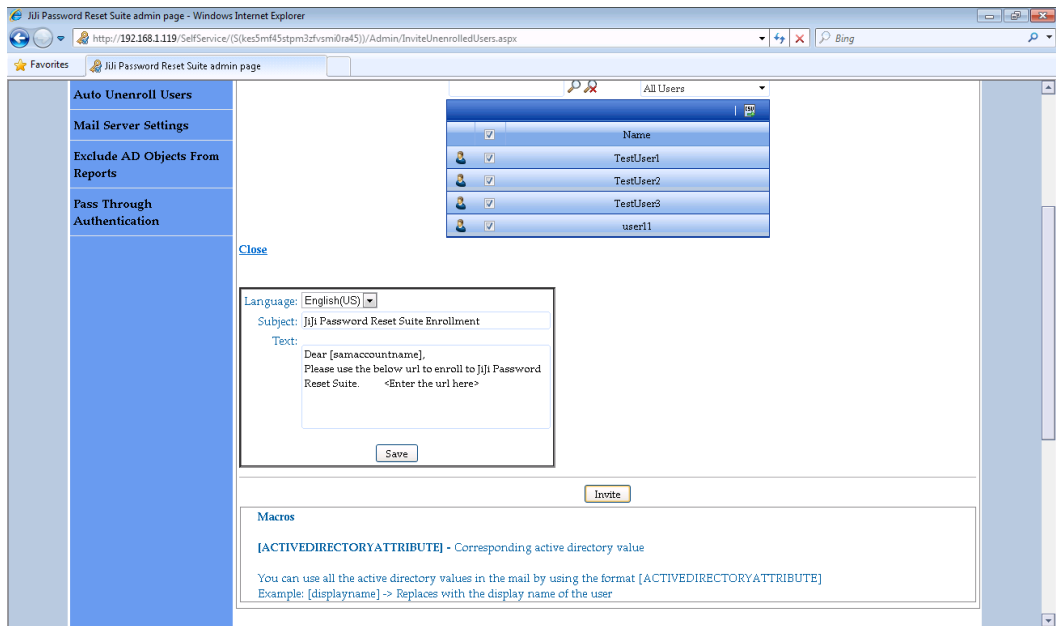 JiJi Password Reset Suite admin page - Windows Internet Explorer
http://192.168.1.119/SelfService/(S(kes5mf45stpm3zfvsmi0ra45))/Admin/InviteUnenrolledUsers.aspx
Bing
Favorites
JiJi Password Reset Suite admin page
Auto Unenroll Users
Mail Server Settings
Exclude AD Objects From
Reports
Pass Through
Authentication
All Users
Name
TestUser1
TestUser2
TestUser3
user11
Close
Language: English(US)
Subject: JiJi Password Reset Suite Enrollment
Text:
Dear [samaccountname],
Please use the below url to enroll to JiJi Password
Reset Suite. <Enter the url here>
Save
Invite
Macros
[ACTIVEDIRECTORYATTRIBUTE] - Corresponding active directory value
You can use all the active directory values in the mail by using the format [ACTIVEDIRECTORYATTRIBUTE]
Example: [displayname] -> Replaces with the display name of the user